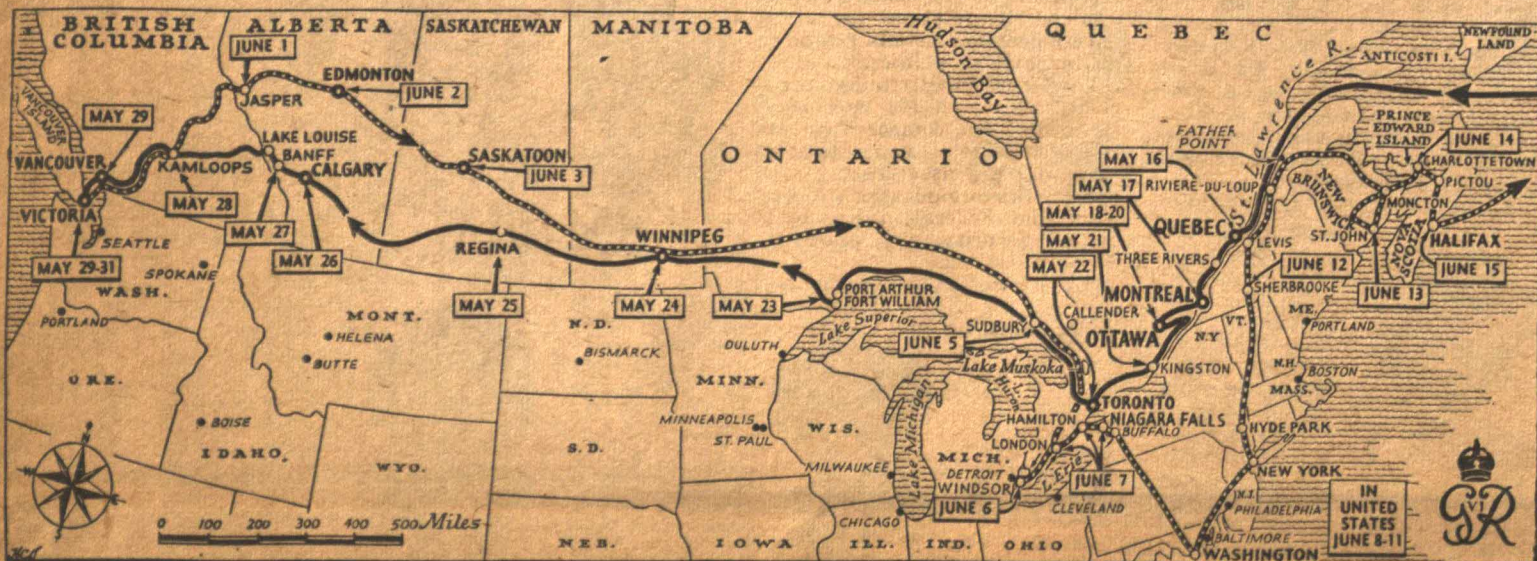 BRITISH
COLUMBIA
ALBERTA
SASKATCHEWAN
MANITOBA
Hudson Bay
ONTARIO
QUEBEC
St. Lawrence R.
ANTICOSTI I.
NEWFOUND
LAND
JUNE 1
JASPER
EDMONTON
JUNE 2
VANCOUVER
ISLAND
MAY 29
VANCOUVER
KAMLOOPS
LAKE LOUISE
BANFF
CALGARY
SASKATOON
JUNE 3
VICTORIA
MAY 28
MAY 27
MAY 26
MAY 29-31
SEATTLE
SPOKANE
WASH.
PORTLAND
ORE.
BOISE
IDAHO.
MONT.
HELENA
BUTTE
WYO.
REGINA
MAY 25
WINNIPEG
MAY 24
N.D.
BISMARCK
S.D.
NEB.
MAY 23
PORT ARTHUR
FORT WILLIAM
Lake Superior
DULUTH
MINN.
MINNEAPOLIS
ST. PAUL
IOWA
WIS.
MILWAUKEE
CHICAGO
ILL.
IND.
OHIO
Lake Michigan
MICH.
L. Huron
Lake Muskoka
JUNE 5
SUDBURY
CALLENDER
FATHER
POINT
MAY 16
MAY 17
MAY 18-20
MAY 21
MAY 22
RIVIERE-DU-LOUP
QUEBEC
THREE RIVERS
LEVIS
MONTREAL
OTTAWA
KINGSTON
TORONTO
NIAGARA FALLS
HAMILTON
BUFFALO
LONDON
DETROIT
WINDSOR
L. Erie
JUNE 6
JUNE 7
CLEVELAND
PRINCE
EDWARD
ISLAND
JUNE 14
CHARLOTTETOWN
PICTOU
NEW
BRUNSWICK
MONCTON
ST. JOHN
NOVA
SCOTIA
HALIFAX
JUNE 15
JUNE 12
SHERBROOKE
JUNE 13
ME.
PORTLAND
VT.
N.Y
N.H.
BOSTON
MASS.
HYDE PARK
NEW YORK
N.J.
PHILADELPHIA
BALTIMORE
WASHINGTON
IN
UNITED
STATES
JUNE 8-11
GVIR
0 100 200 300 400 500 Miles